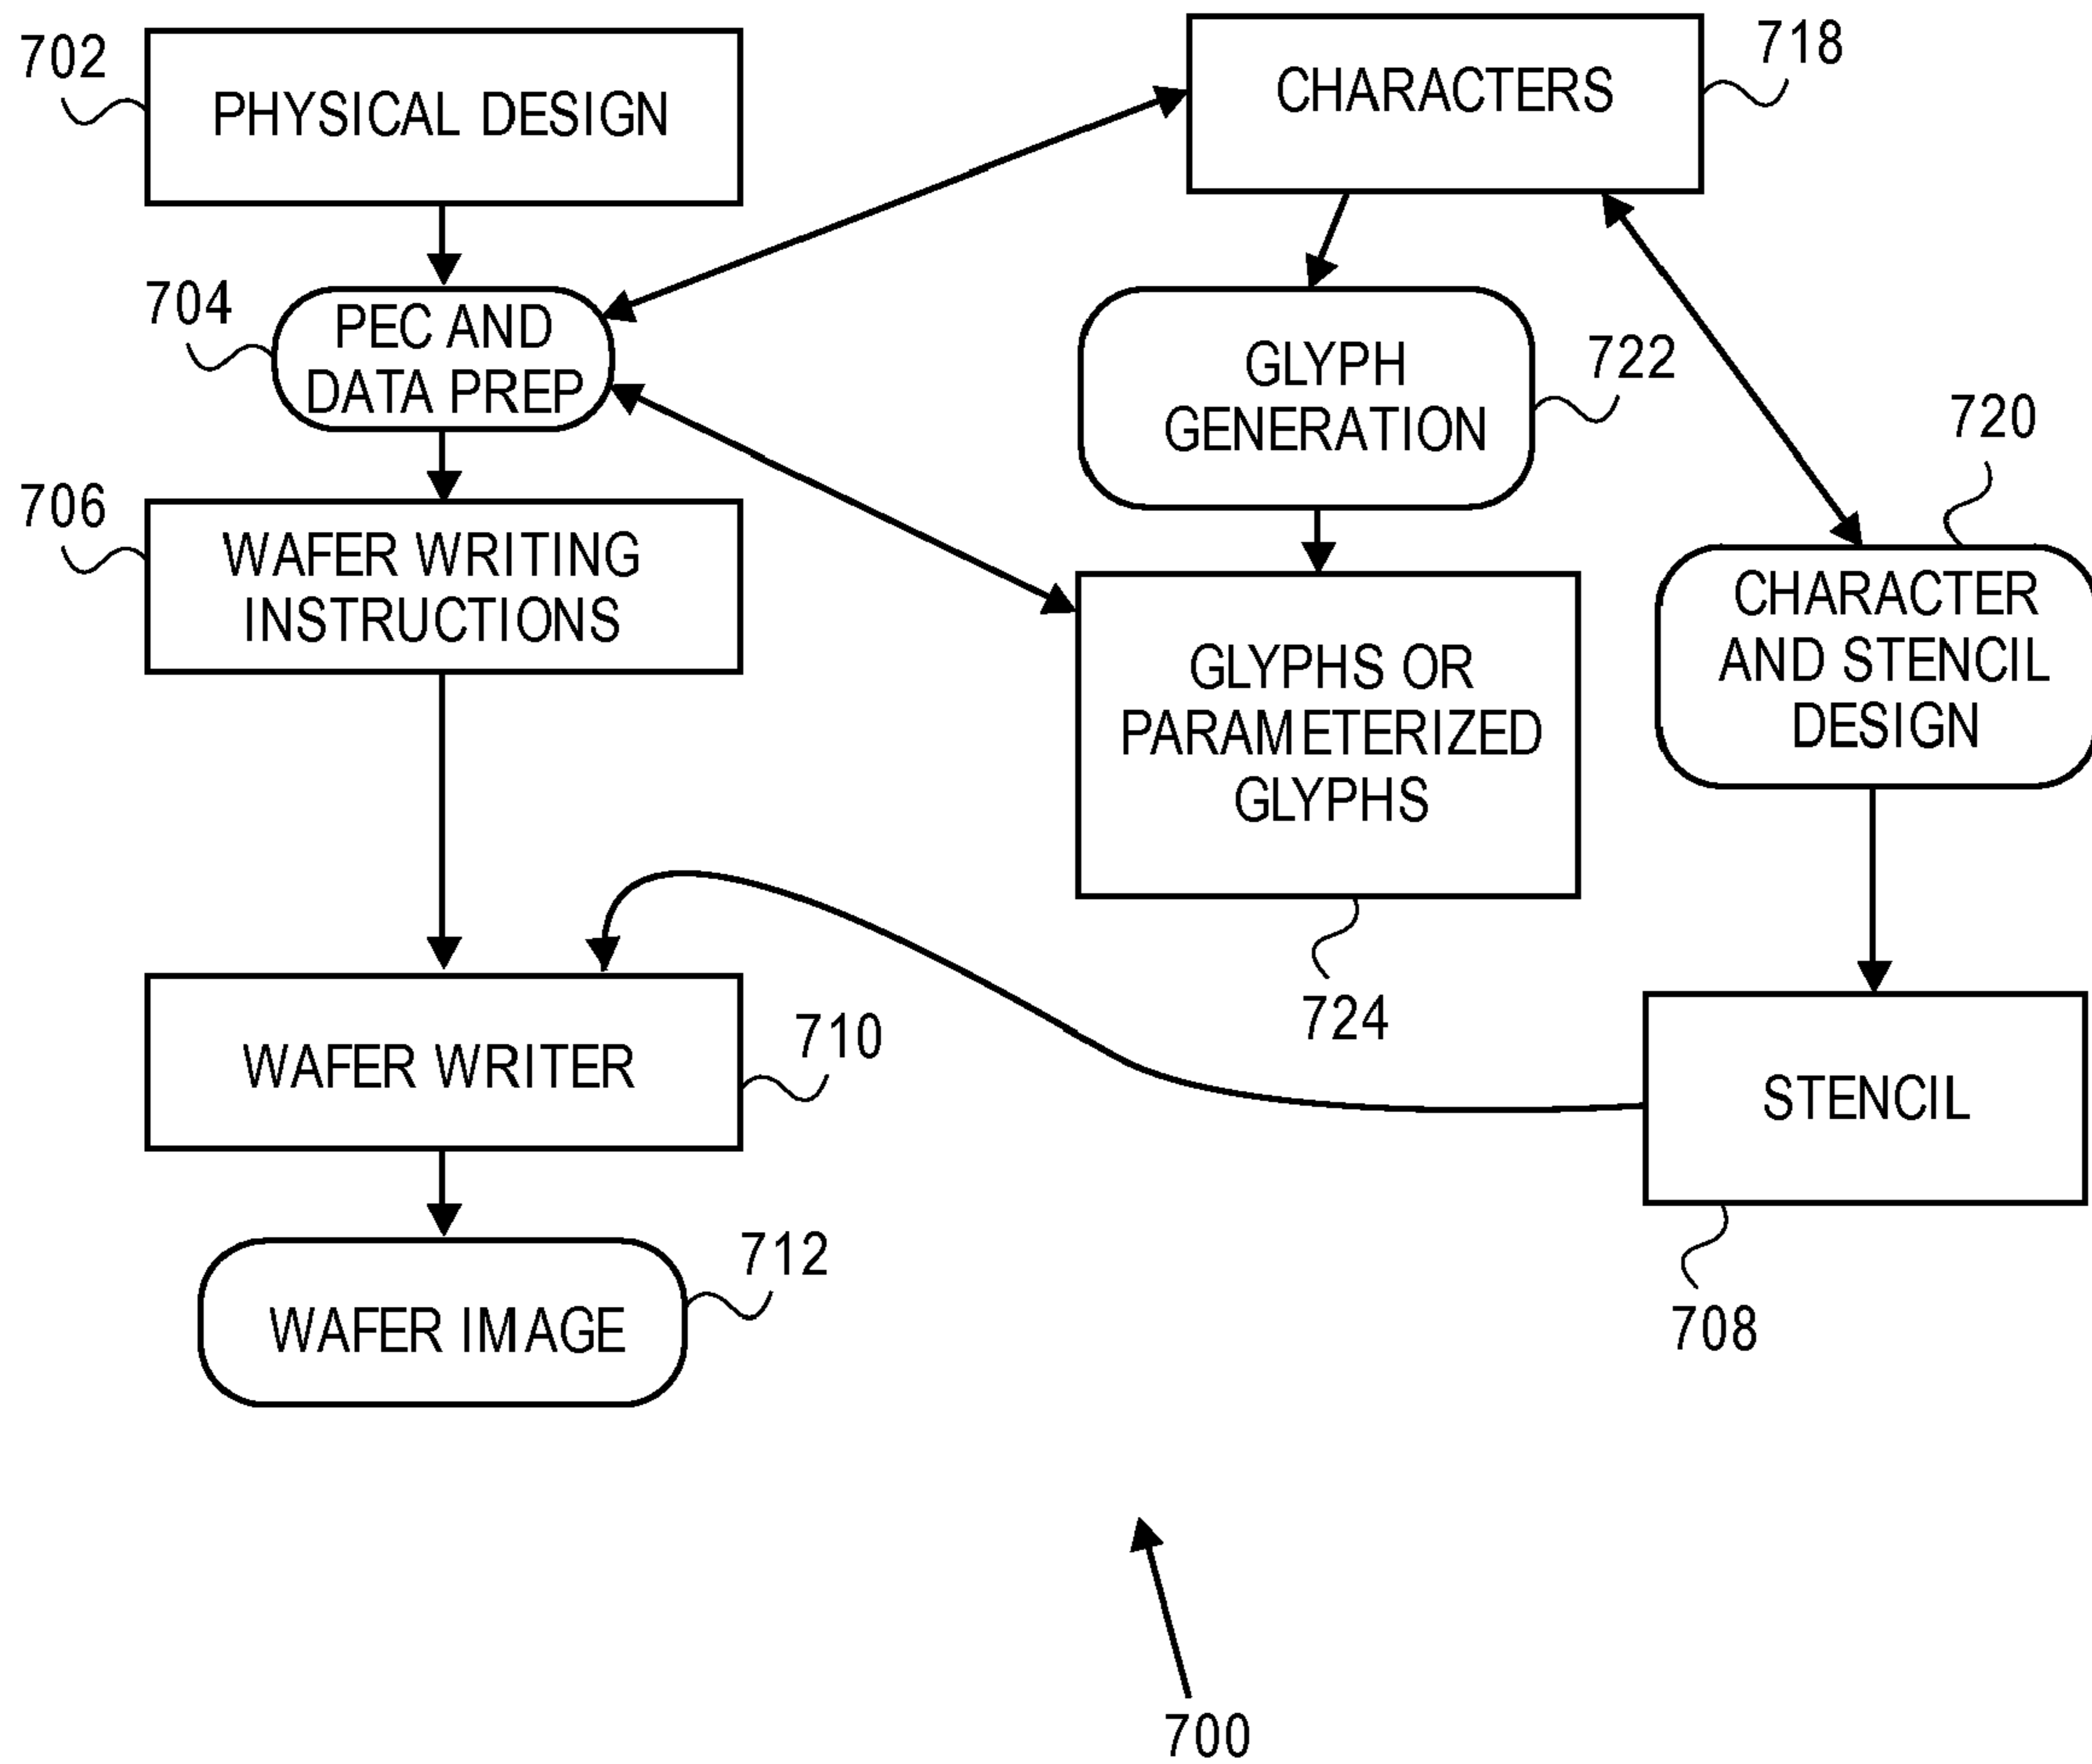 702
PHYSICAL DESIGN
CHARACTERS
718
704
PEC AND
DATA PREP
GLYPH
GENERATION
722
720
706
WAFER WRITING
INSTRUCTIONS
CHARACTER
AND STENCIL
DESIGN
GLYPHS OR
PARAMETERIZED
GLYPHS
724
WAFER WRITER
710
STENCIL
708
WAFER IMAGE
712
700